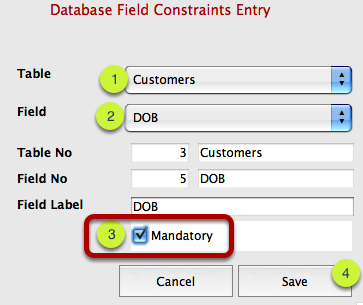 Database Field Constraints Entry
Table 1 Customers
Field 2 DOB
Table No 3 Customers
Field No 5 DOB
Field Label DOB
3 Mandatory
Cancel Save 4